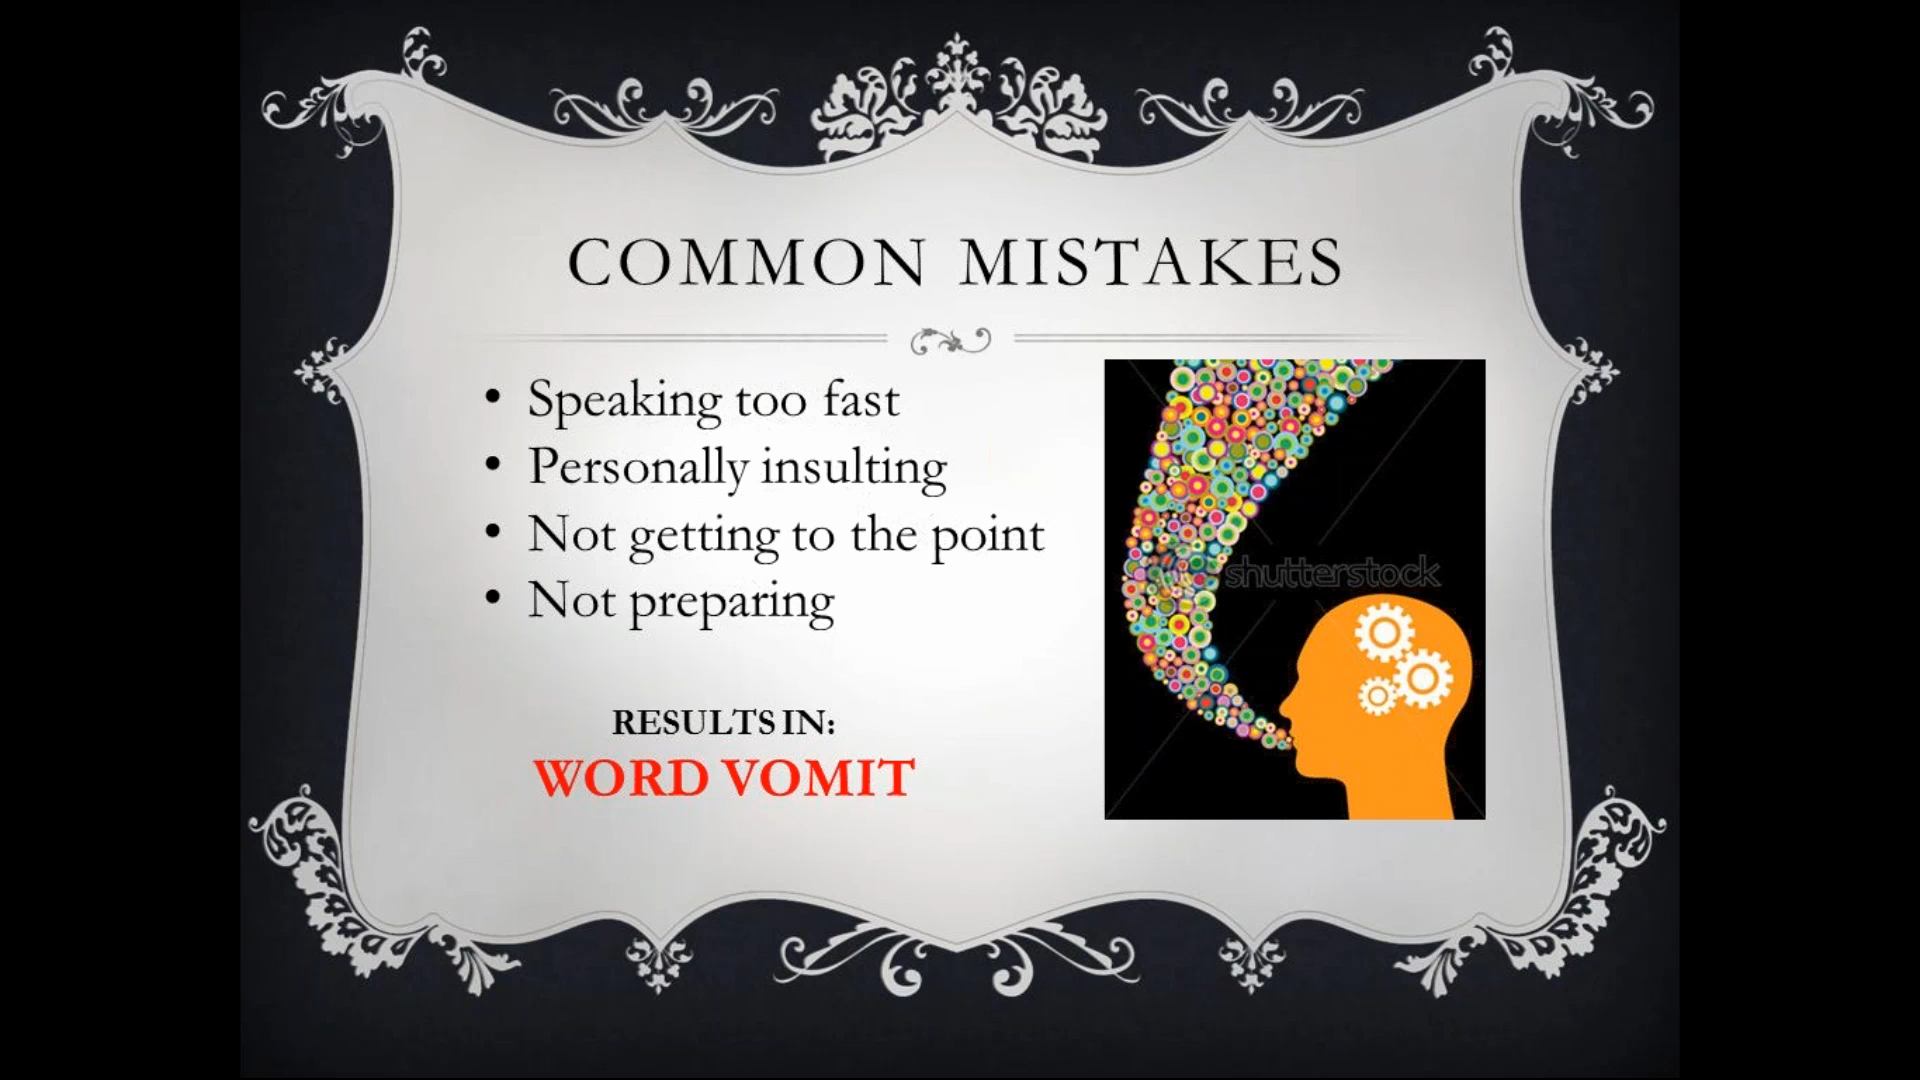 COMMON MISTAKES
• Speaking too fast
• Personally insulting
• Not getting to the point
• Not preparing
RESULTS IN:
WORD VOMIT
shutterstock